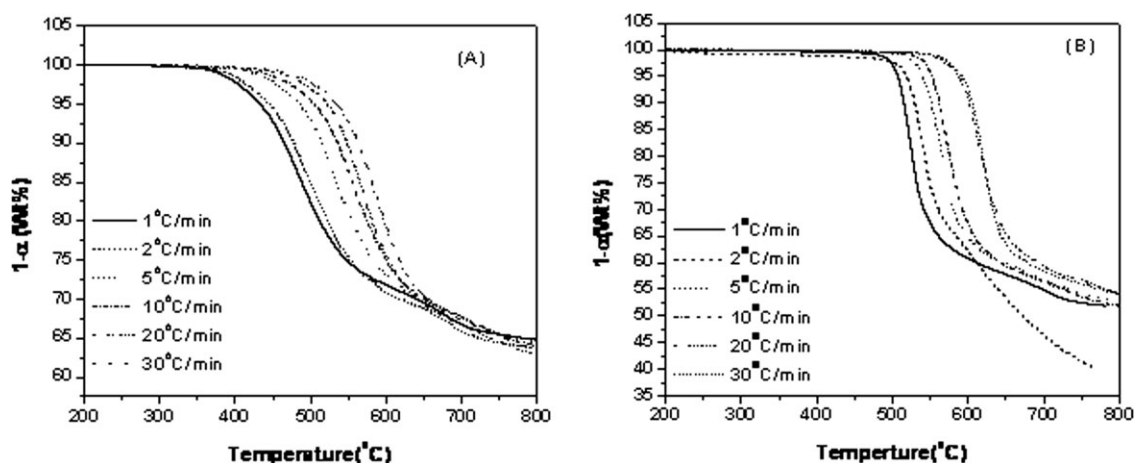 (A)
1-α (Wt%)
105
100
95
90
85
80
75
70
65
60
1°C/min
2°C/min
5°C/min
10°C/min
20°C/min
30°C/min
200 300 400 500 600 700 800
Temperature(°C)
(B)
1-α(Wt%)
105
100
95
90
85
80
75
70
65
60
55
50
45
40
35
1■C/min
2■C/min
5■C/min
10■C/min
20■C/min
30■C/min
200 300 400 500 600 700 800
Temperture(°C)